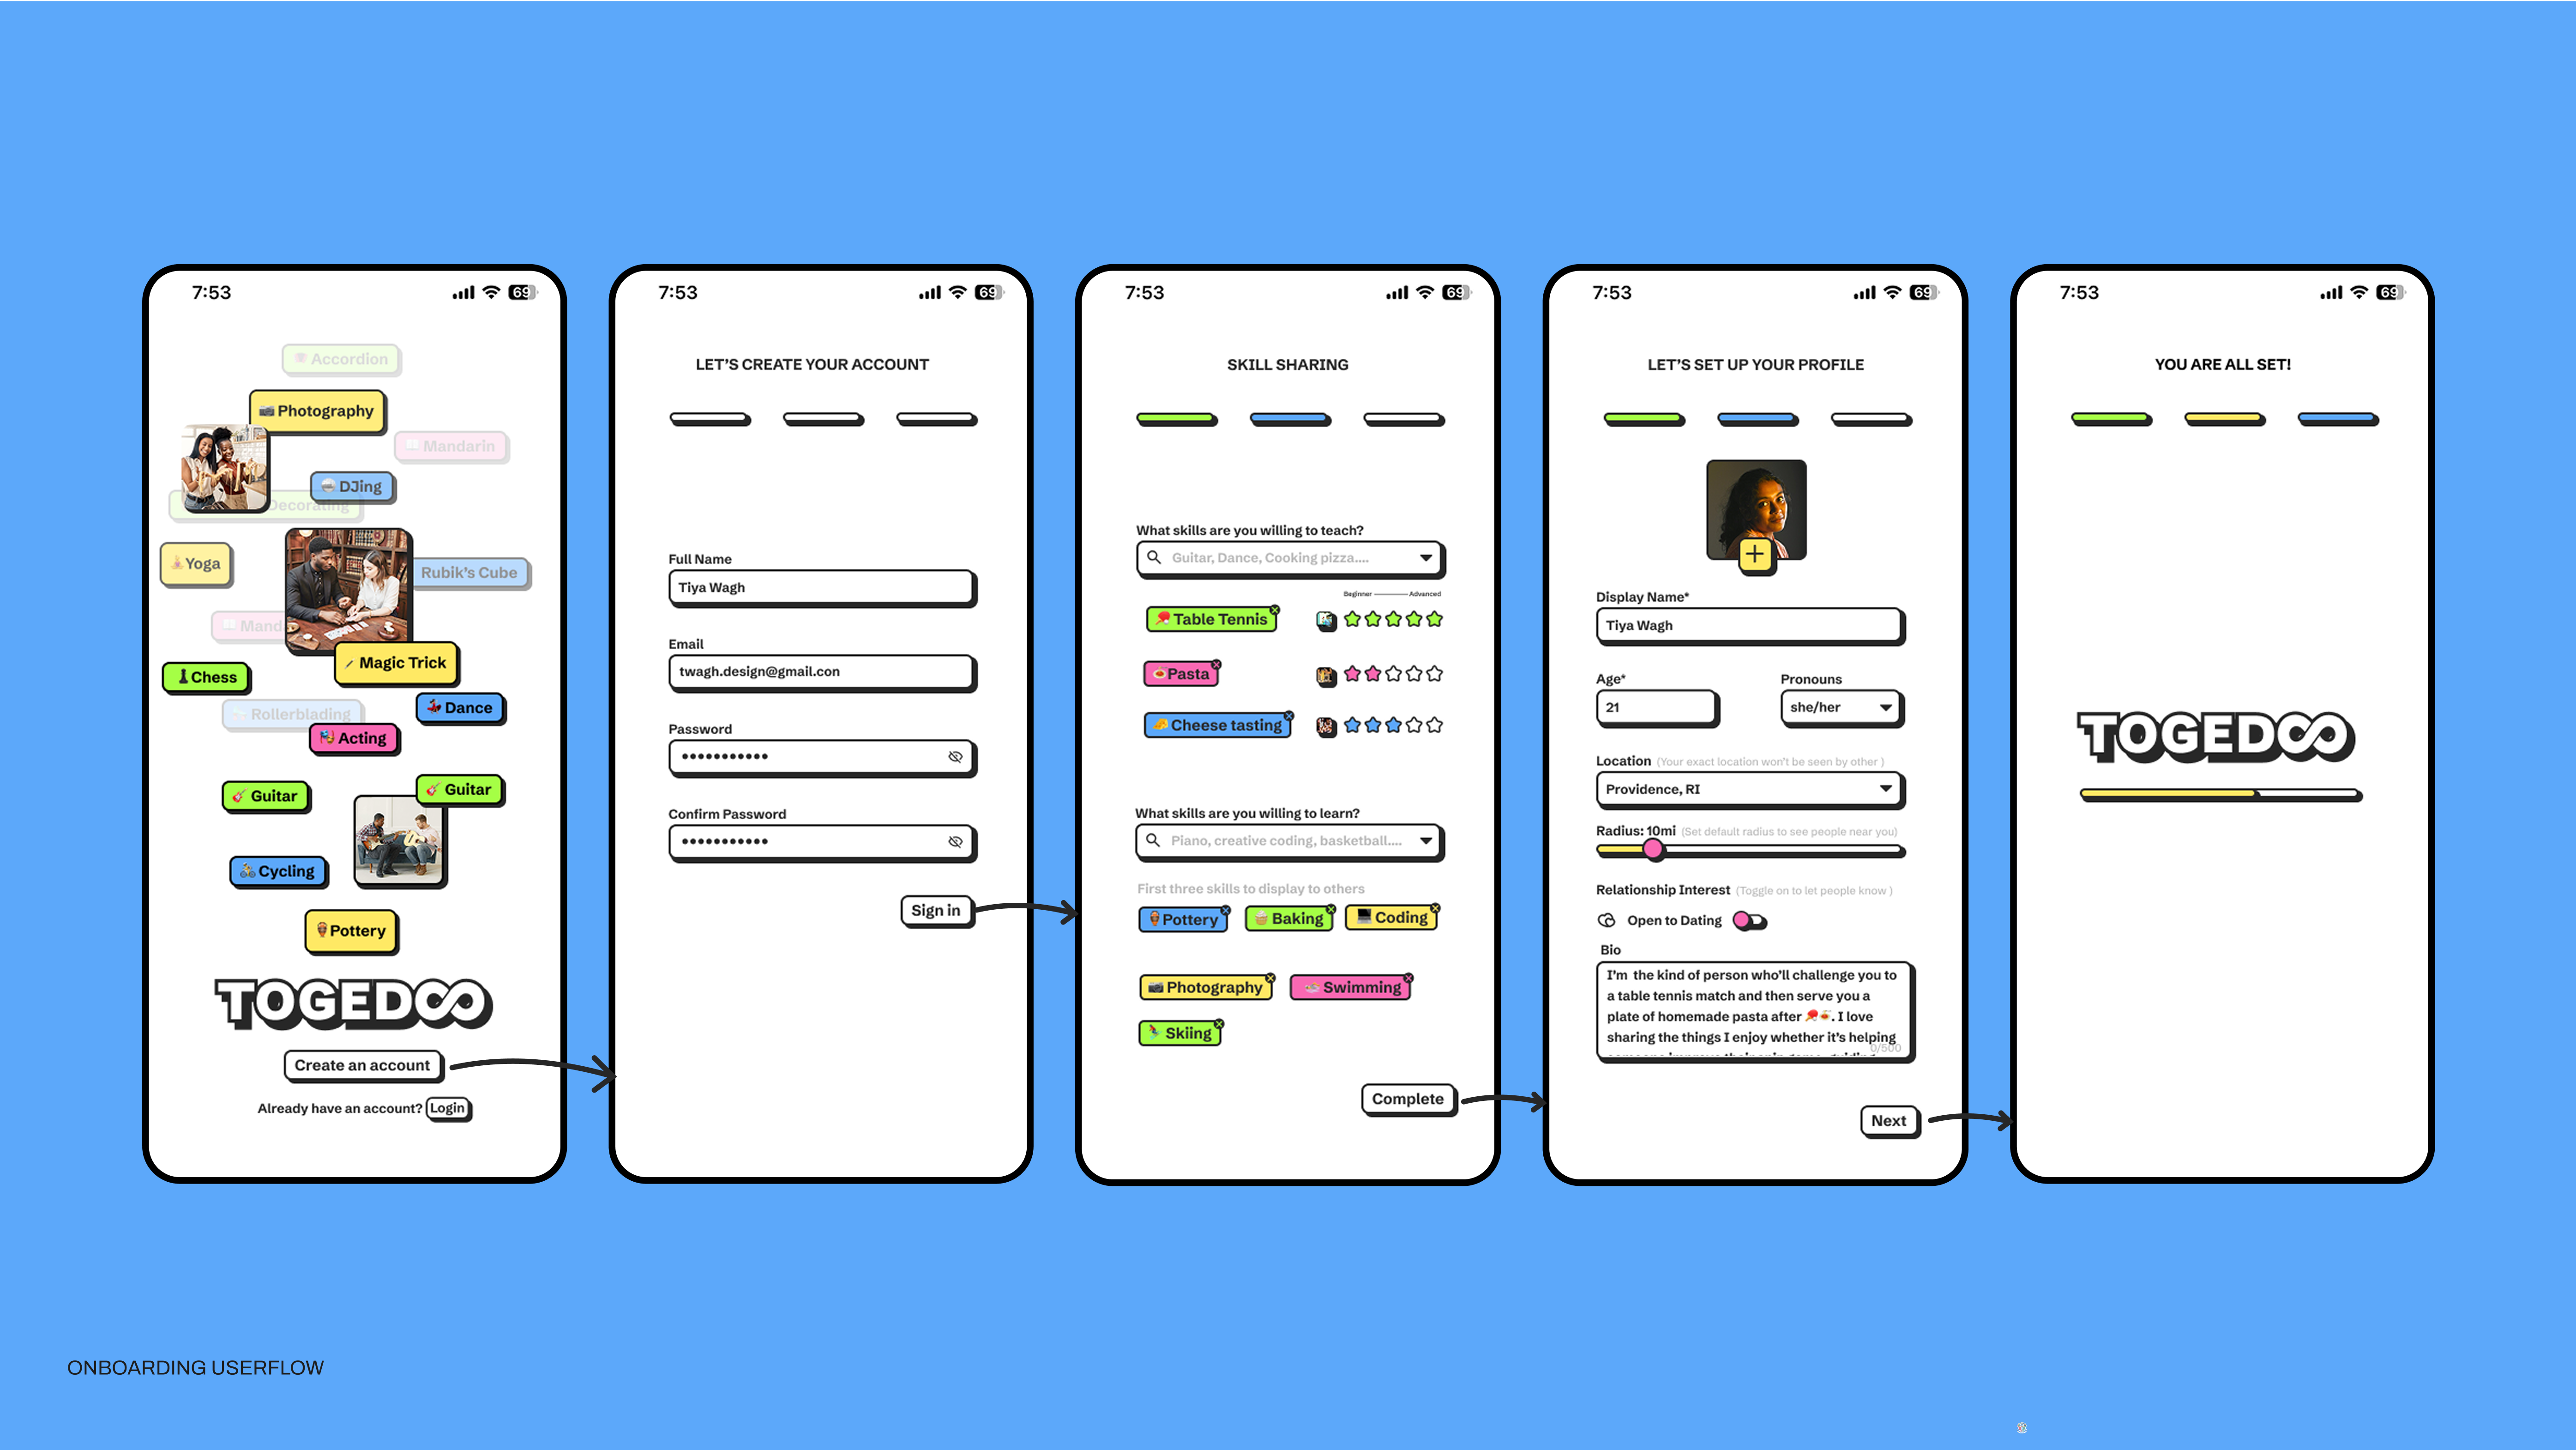 7:53
69
Accordion
Photography
Mandarin
DJing
Decorating
Yoga
Rubik's Cube
Mand
Magic Trick
Chess
Dance
Rollerblading
Acting
Guitar
Guitar
Cycling
Pottery
TOGEDOO
Create an account
Already have an account? Login
7:53
69
LET'S CREATE YOUR ACCOUNT
Full Name
Tiya Wagh
Email
twagh.design@gmail.con
Password
•••••••••••
Confirm Password
•••••••••••
Sign in
7:53
69
SKILL SHARING
What skills are you willing to teach?
Guitar, Dance, Cooking pizza....
Beginner Advanced
Table Tennis
Pasta
Cheese tasting
What skills are you willing to learn?
Piano, creative coding, basketball....
First three skills to display to others
Pottery Baking Coding
Photography Swimming
Skiing
Complete
7:53
69
LET'S SET UP YOUR PROFILE
Display Name*
Tiya Wagh
Age* Pronouns
21 she/her
Location (Your exact location won't be seen by other )
Providence, RI
Radius: 10mi (Set default radius to see people near you)
Relationship Interest (Toggle on to let people know )
Open to Dating
Bio
I'm the kind of person who'll challenge you to
a table tennis match and then serve you a
plate of homemade pasta after 🏓🍝. I love
sharing the things I enjoy whether it's helping
0/500
Next
7:53
69
YOU ARE ALL SET!
TOGEDOO
ONBOARDING USERFLOW